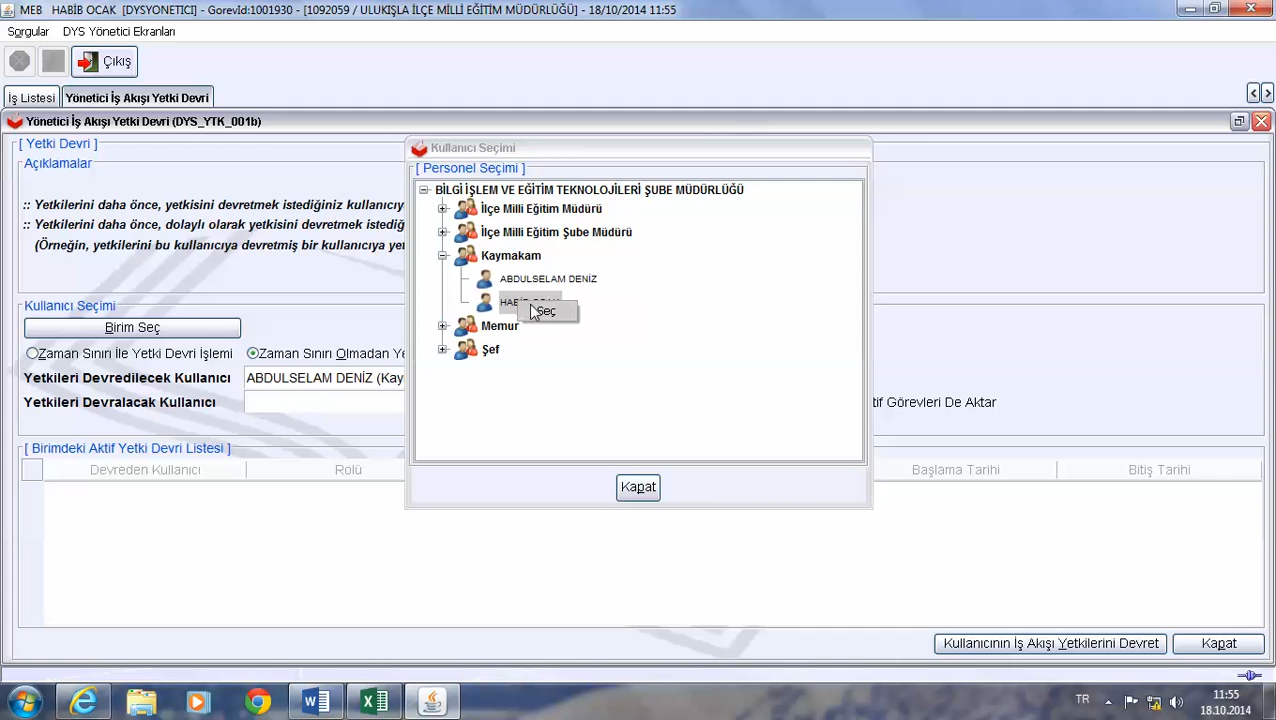 MEB HABİB OCAK [DYSYONETICI] - GorevId:1001930 - [1092059 / ULUKIŞLA İLÇE MİLLİ EĞİTİM MÜDÜRLÜĞÜ] - 18/10/2014 11:55
Sorgular DYS Yönetici Ekranları
Çıkış
İş Listesi Yönetici İş Akışı Yetki Devri
Yönetici İş Akışı Yetki Devri (DYS_YTK_001b)
[ Yetki Devri ]
Açıklamalar
:: Yetkilerini daha önce, yetkisini devretmek istediğiniz kullanıcıy
:: Yetkilerini daha önce, dolaylı olarak yetkisini devretmek istediğ
(Örneğin, yetkilerini bu kullanıcıya devretmiş bir kullanıcıya yet
Kullanıcı Seçimi
Birim Seç
Zaman Sınırı İle Yetki Devri İşlemi Zaman Sınırı Olmadan Ye
Yetkileri Devredilecek Kullanıcı ABDULSELAM DENİZ (Kay
Yetkileri Devralacak Kullanıcı tif Görevleri De Aktar
Kullanıcı Seçimi
[ Personel Seçimi ]
BİLGİ İŞLEM VE EĞİTİM TEKNOLOJİLERİ ŞUBE MÜDÜRLÜĞÜ
İlçe Milli Eğitim Müdürü
İlçe Milli Eğitim Şube Müdürü
Kaymakam
ABDULSELAM DENİZ
Seç
Memur
Şef
Kapat
[ Birimdeki Aktif Yetki Devri Listesi ]
Devreden Kullanıcı Rolü Başlama Tarihi Bitiş Tarihi
Kullanıcının İş Akışı Yetkilerini Devret Kapat
TR 11:55
18.10.2014